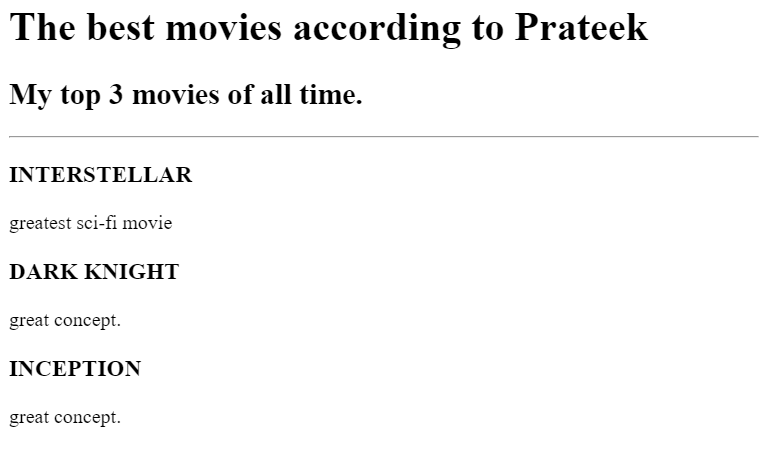 The best movies according to Prateek
My top 3 movies of all time.
INTERSTELLAR
greatest sci-fi movie
DARK KNIGHT
great concept.
INCEPTION
great concept.